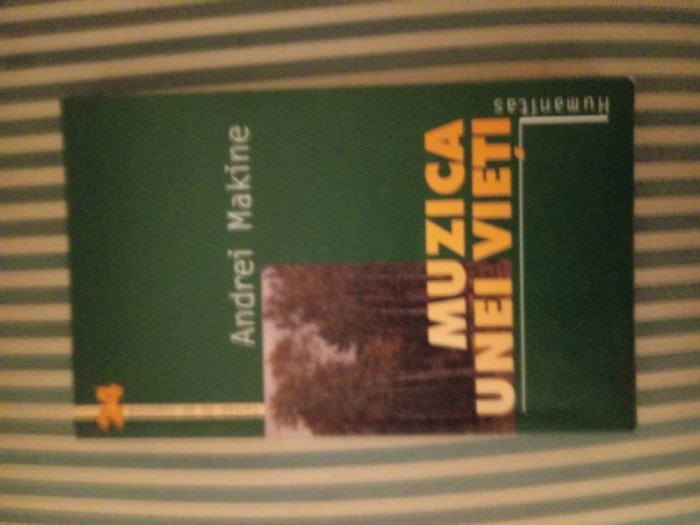 24
Andrei Makine
MUZICA
UNEI VIEȚI
Humanitas